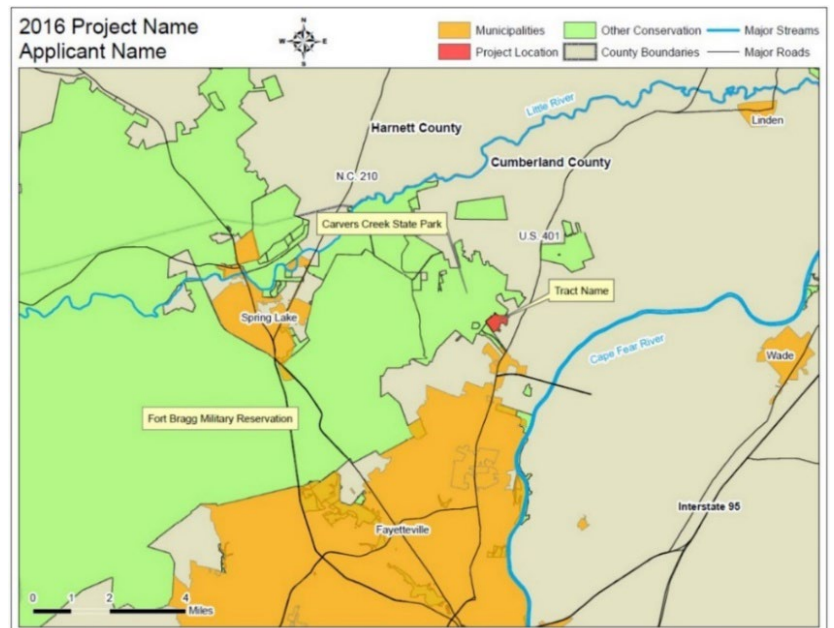 2016 Project Name
Applicant Name
N
W E
S
Municipalities
Other Conservation
Major Streams
Project Location
County Boundaries
Major Roads
Little River
Linden
Harnett County
Cumberland County
N.C. 210
Carvers Creek State Park
U.S. 401
Tract Name
Spring Lake
Cape Fear River
Wade
Fort Bragg Military Reservation
Interstate 95
Fayetteville
0 1 2 4
Miles